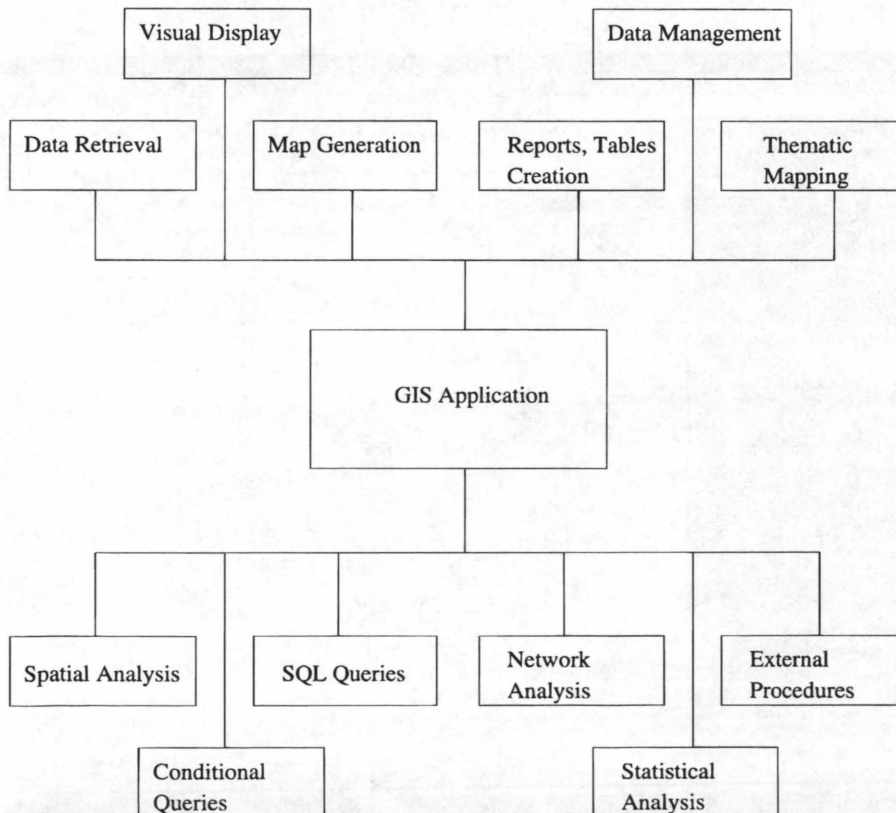 Visual Display
Data Management
Data Retrieval
Map Generation
Reports, Tables
Creation
Thematic
Mapping
GIS Application
Spatial Analysis
SQL Queries
Network
Analysis
External
Procedures
Conditional
Queries
Statistical
Analysis